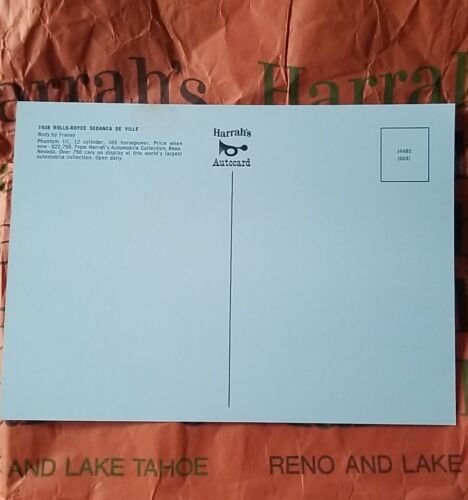 Harrah's
Harrah
1938 ROLLS-ROYCE SEDANCA DE VILLE
Body by Franay
Phantom III, 12 cylinder, 165 horsepower. Price when
new—$22,750. From Harrah's Automobile Collection, Reno,
Nevada. Over 750 cars on display at this world's largest
automobile collection. Open daily.
Harrah's
Autocard
J4480
(604)
AND LAKE TAHOE
RENO AND LAKE